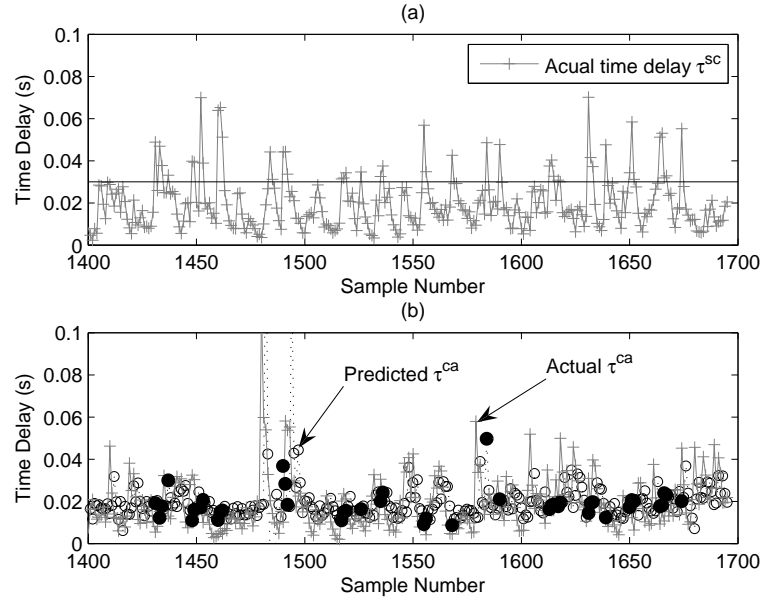 (a)
0.1
0.08
0.06
0.04
0.02
0
Time Delay (s)
Acual time delay τ^sc
1400 1450 1500 1550 1600 1650 1700
Sample Number
(b)
0.1
0.08
0.06
0.04
0.02
0
Time Delay (s)
Predicted τ^ca
Actual τ^ca
1400 1450 1500 1550 1600 1650 1700
Sample Number